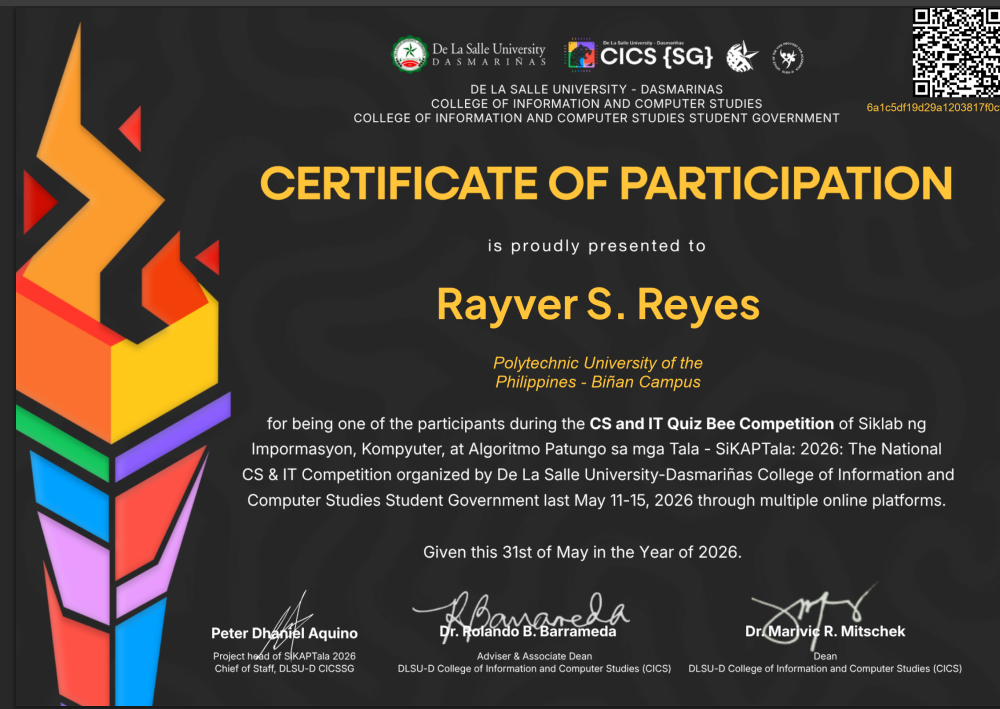 De La Salle University
DASMARIÑAS
De La Salle University - Dasmariñas
CICS {SG}
DE LA SALLE UNIVERSITY - DASMARINAS
COLLEGE OF INFORMATION AND COMPUTER STUDIES
COLLEGE OF INFORMATION AND COMPUTER STUDIES STUDENT GOVERNMENT
6a1c5df19d29a1203817f0c
CERTIFICATE OF PARTICIPATION
is proudly presented to
Rayver S. Reyes
Polytechnic University of the
Philippines - Biñan Campus
for being one of the participants during the CS and IT Quiz Bee Competition of Siklab ng
Impormasyon, Kompyuter, at Algoritmo Patungo sa mga Tala - SiKAPTala: 2026: The National
CS & IT Competition organized by De La Salle University-Dasmariñas College of Information and
Computer Studies Student Government last May 11-15, 2026 through multiple online platforms.
Given this 31st of May in the Year of 2026.
Peter Dhaniel Aquino
Project head of SiKAPTala 2026
Chief of Staff, DLSU-D CICSSG
RBarrameda
Dr. Rolando B. Barrameda
Adviser & Associate Dean
DLSU-D College of Information and Computer Studies (CICS)
Dr. Marivic R. Mitschek
Dean
DLSU-D College of Information and Computer Studies (CICS)